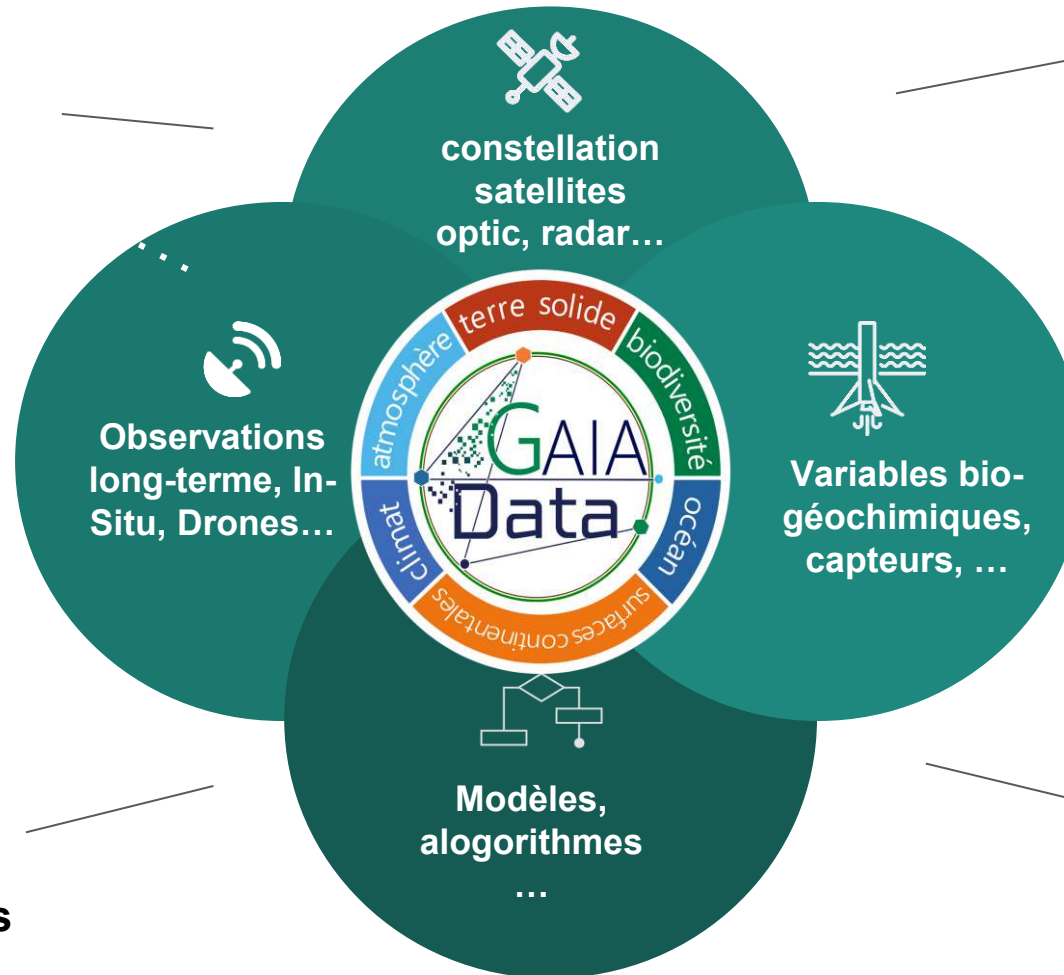 constellation
satellites
optic, radar…
Observations
long-terme, In-
Situ, Drones…
terre solide
biodiversité
océan
surfaces continentales
climat
atmosphère
GAIA
Data
Variables bio-
géochimiques,
capteurs, …
Modèles,
alogorithmes
…
s